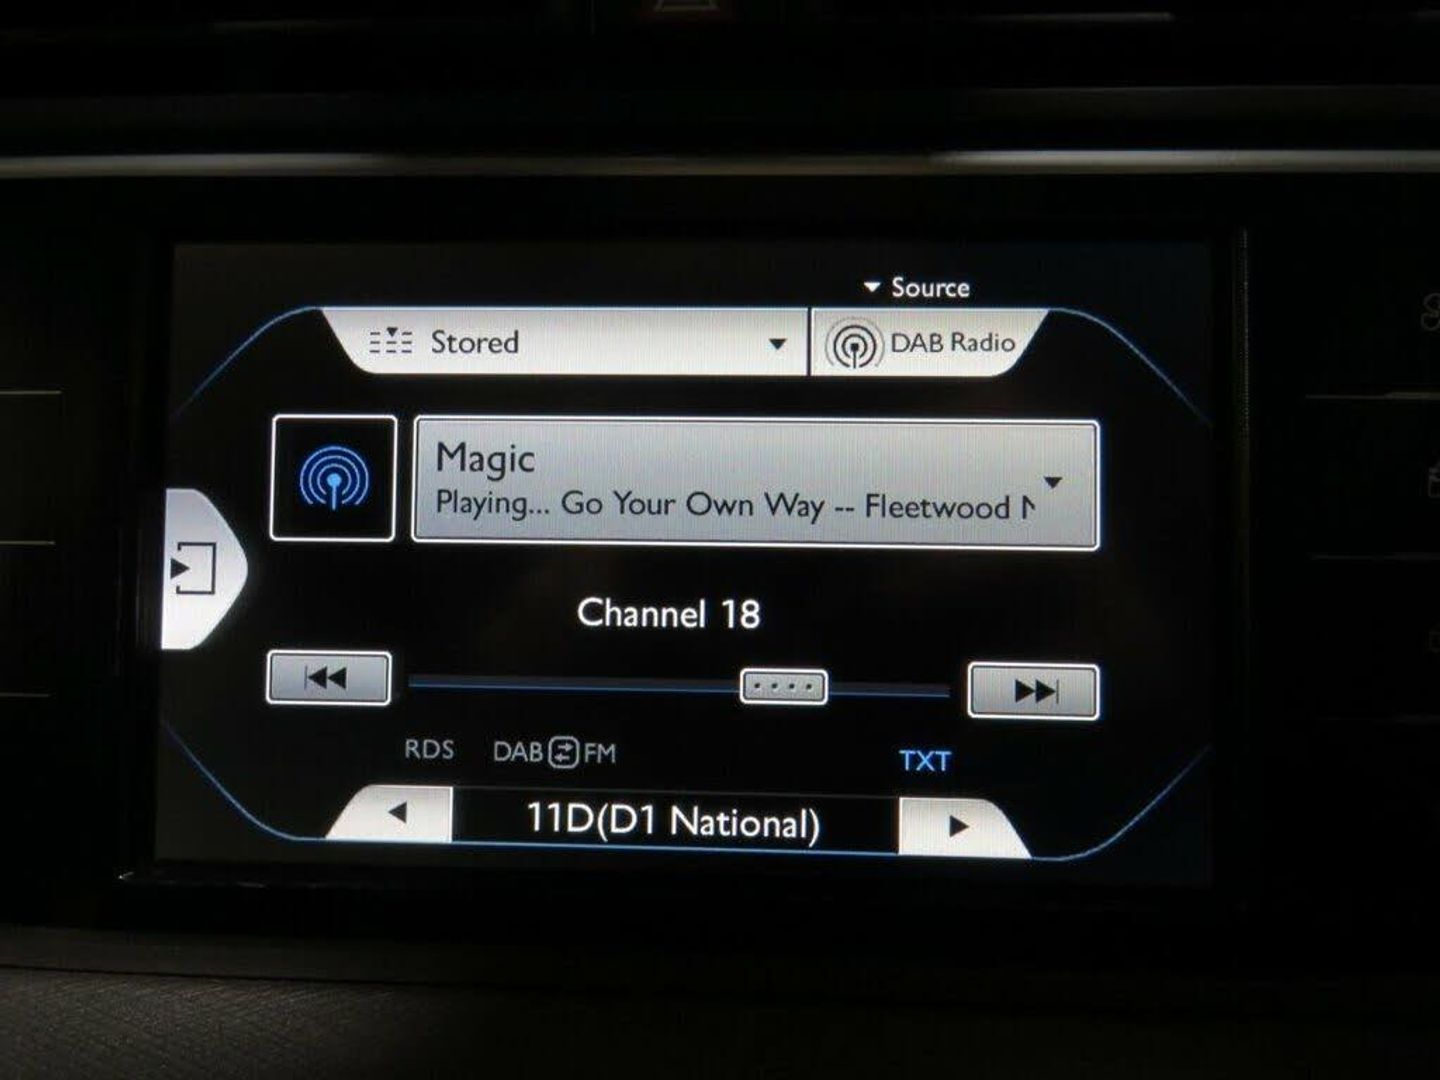 Source
Stored
DAB Radio
Magic
Playing... Go Your Own Way -- Fleetwood
Channel 18
RDS DAB FM TXT
11D(D1 National)